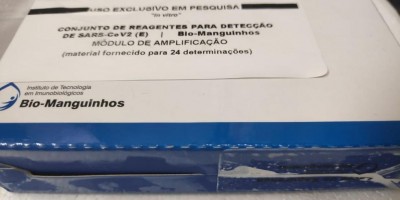 USO EXCLUSIVO EM PESQUISA
"in vitro"
CONJUNTO DE REAGENTES PARA DETECÇÃO
DE SARS-CoV2 (E) | Bio-Manguinhos
MÓDULO DE AMPLIFICAÇÃO
(material fornecido para 24 determinações)
Instituto de Tecnologia
em Imunobiológicos
Bio-Manguinhos